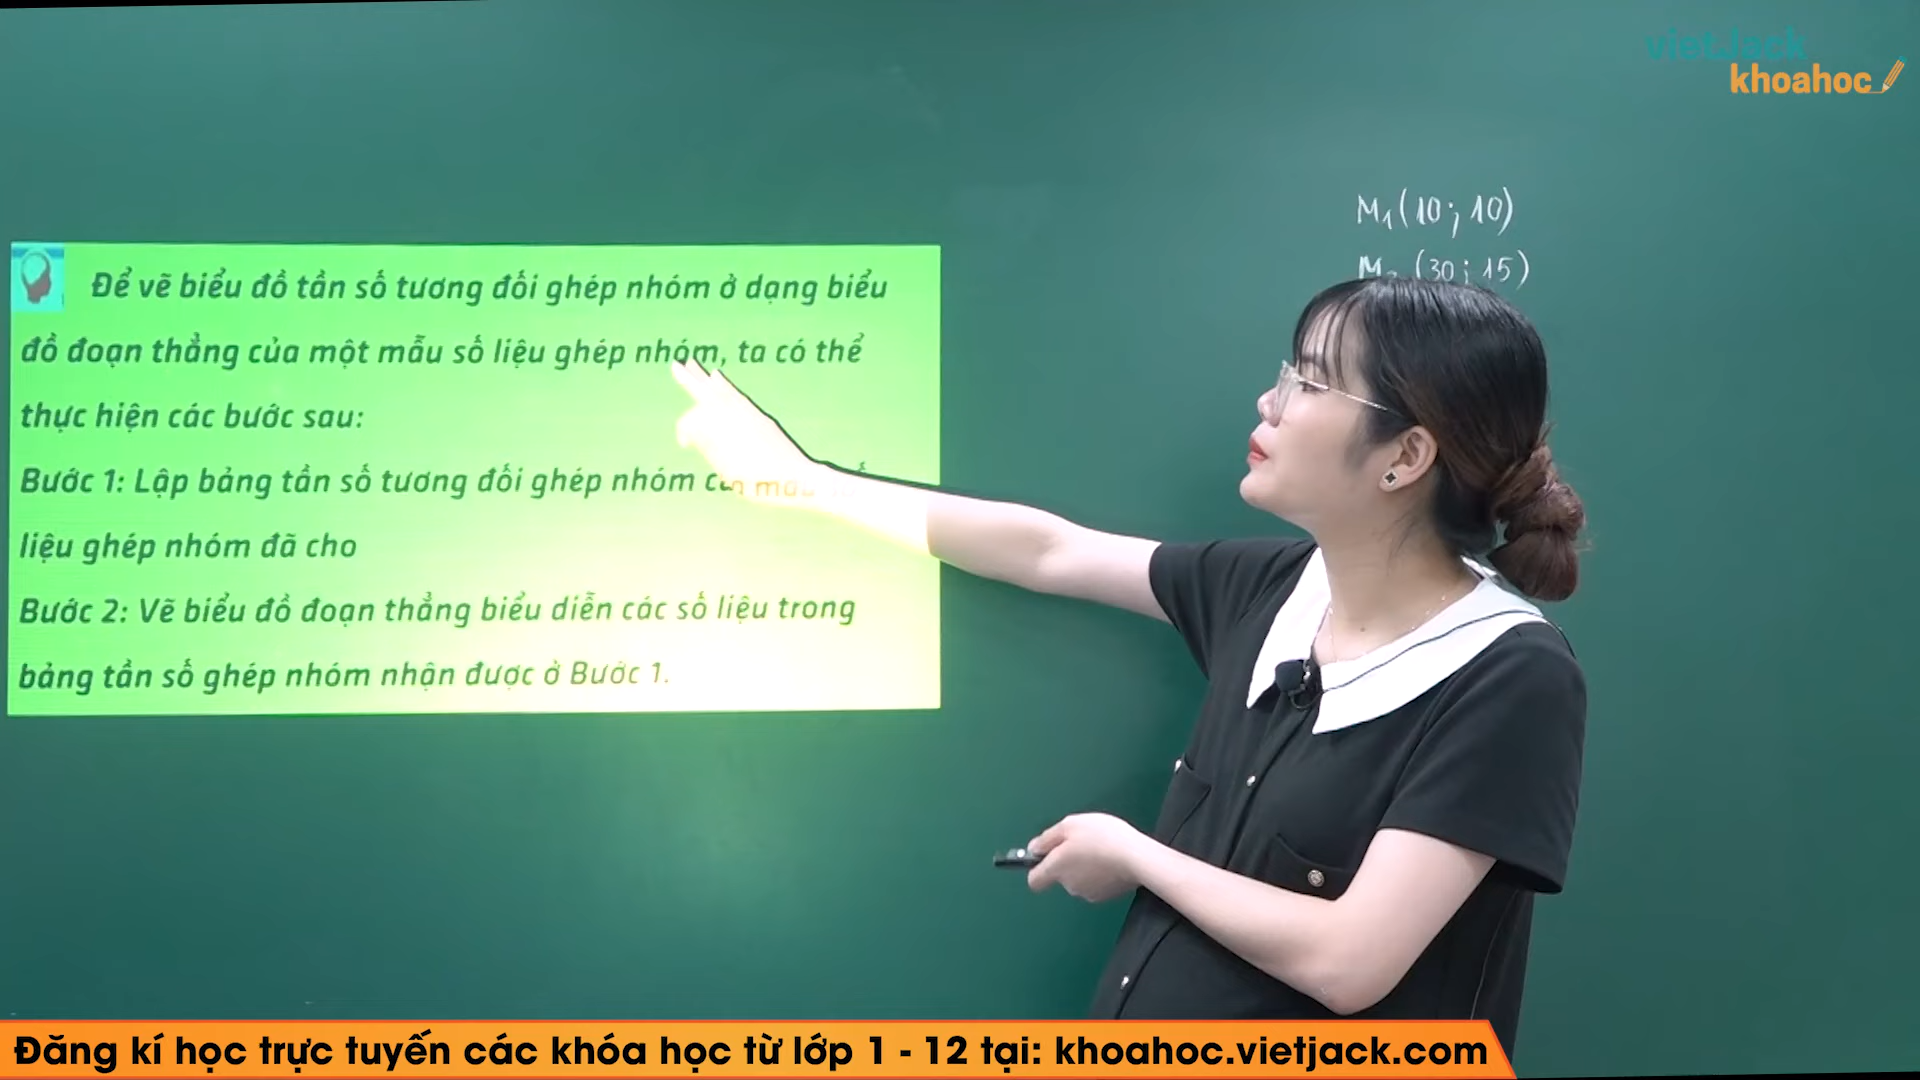 vietJack
khoahoc
M₁(10; 10)
(30; 15)
Để vẽ biểu đồ tần số tương đối ghép nhóm ở dạng biểu
đồ đoạn thẳng của một mẫu số liệu ghép nhóm, ta có thể
thực hiện các bước sau:
Bước 1: Lập bảng tần số tương đối ghép nhóm
liệu ghép nhóm đã cho
Bước 2: Vẽ biểu đồ đoạn thẳng biểu diễn các số liệu trong
bảng tần số ghép nhóm nhận được ở Bước 1.
Đăng kí học trực tuyến các khóa học từ lớp 1 - 12 tại: khoahoc.vietjack.com